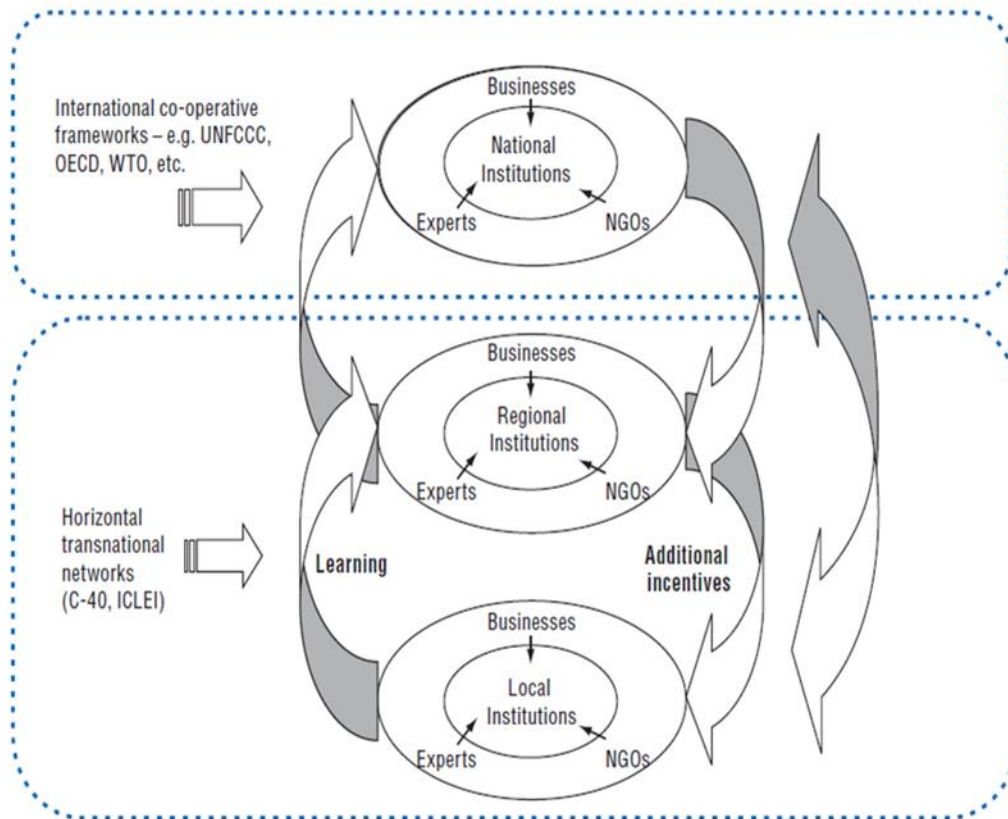 International co-operative
frameworks – e.g. UNFCCC,
OECD, WTO, etc.
Businesses
National
Institutions
Experts
NGOs
Businesses
Regional
Institutions
Experts
NGOs
Horizontal
transnational
networks
(C-40, ICLEI)
Learning
Additional
incentives
Businesses
Local
Institutions
Experts
NGOs